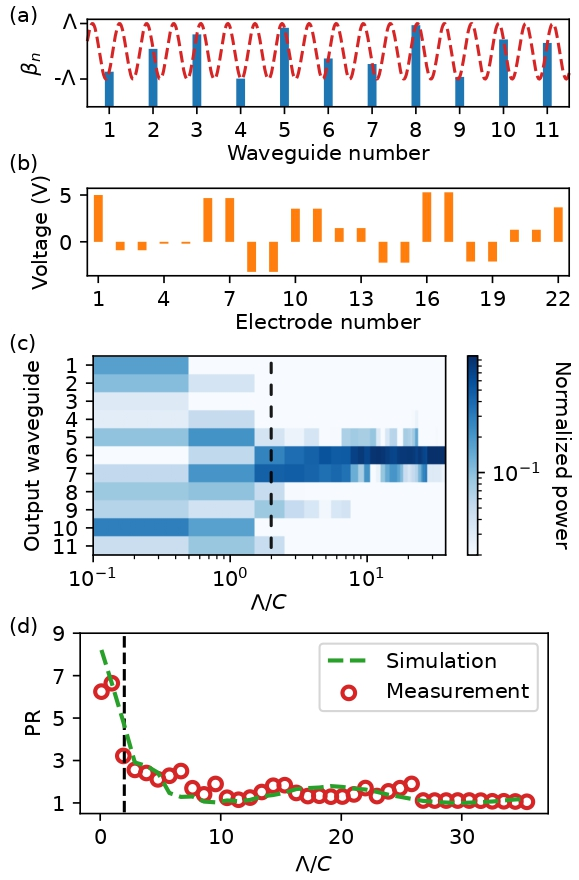 (a)
Λ
-Λ
βn
1 2 3 4 5 6 7 8 9 10 11
Waveguide number
(b)
5
0
Voltage (V)
1 4 7 10 13 16 19 22
Electrode number
(c)
1
2
3
4
5
6
7
8
9
10
11
Output waveguide
10⁻¹ 10⁰ 10¹
Λ/C
10⁻¹
Normalized power
(d)
9
7
5
3
1
PR
Simulation
Measurement
0 10 20 30
Λ/C